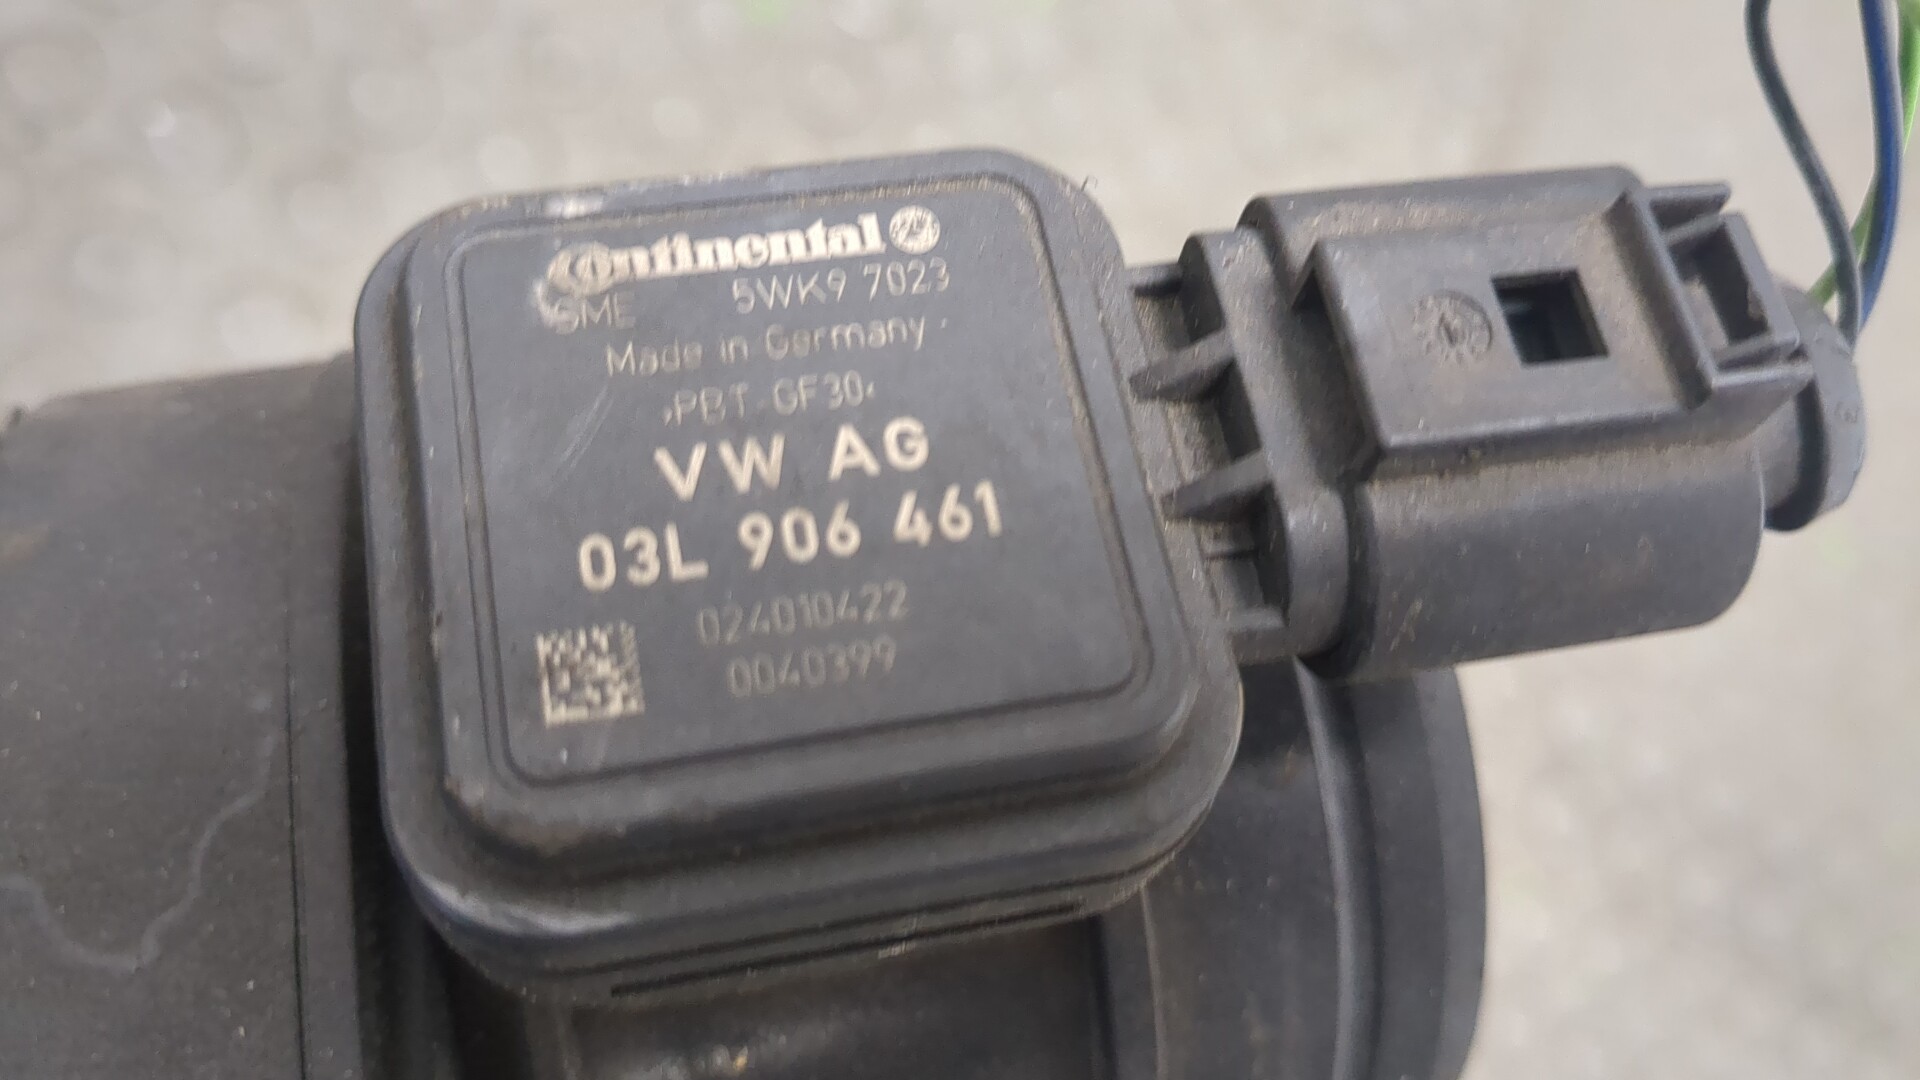 Continental
SME 5WK9 7023
Made in Germany
>PBT-GF30<
VW AG
03L 906 461
024010422
0040399